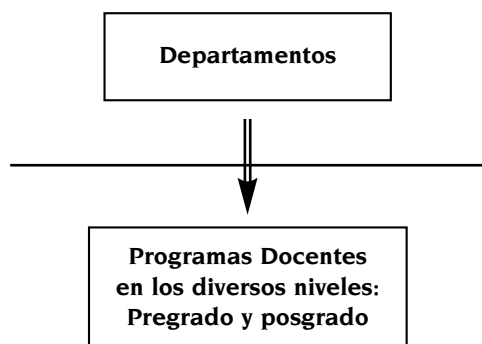 Departamentos
Programas Docentes
en los diversos niveles:
Pregrado y posgrado